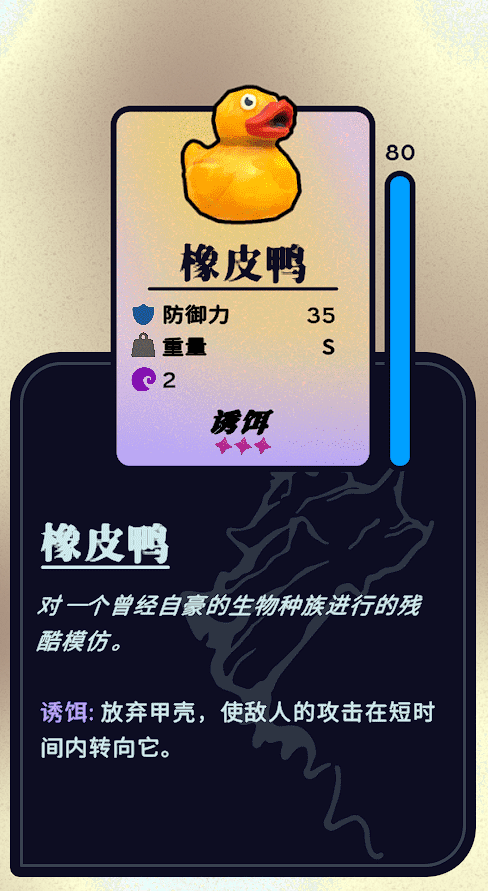 80
橡皮鸭
防御力 35
重量 S
2
诱饵
橡皮鸭
对一个曾经自豪的生物种族进行的残
酷模仿。
诱饵: 放弃甲壳，使敌人的攻击在短时
间内转向它。